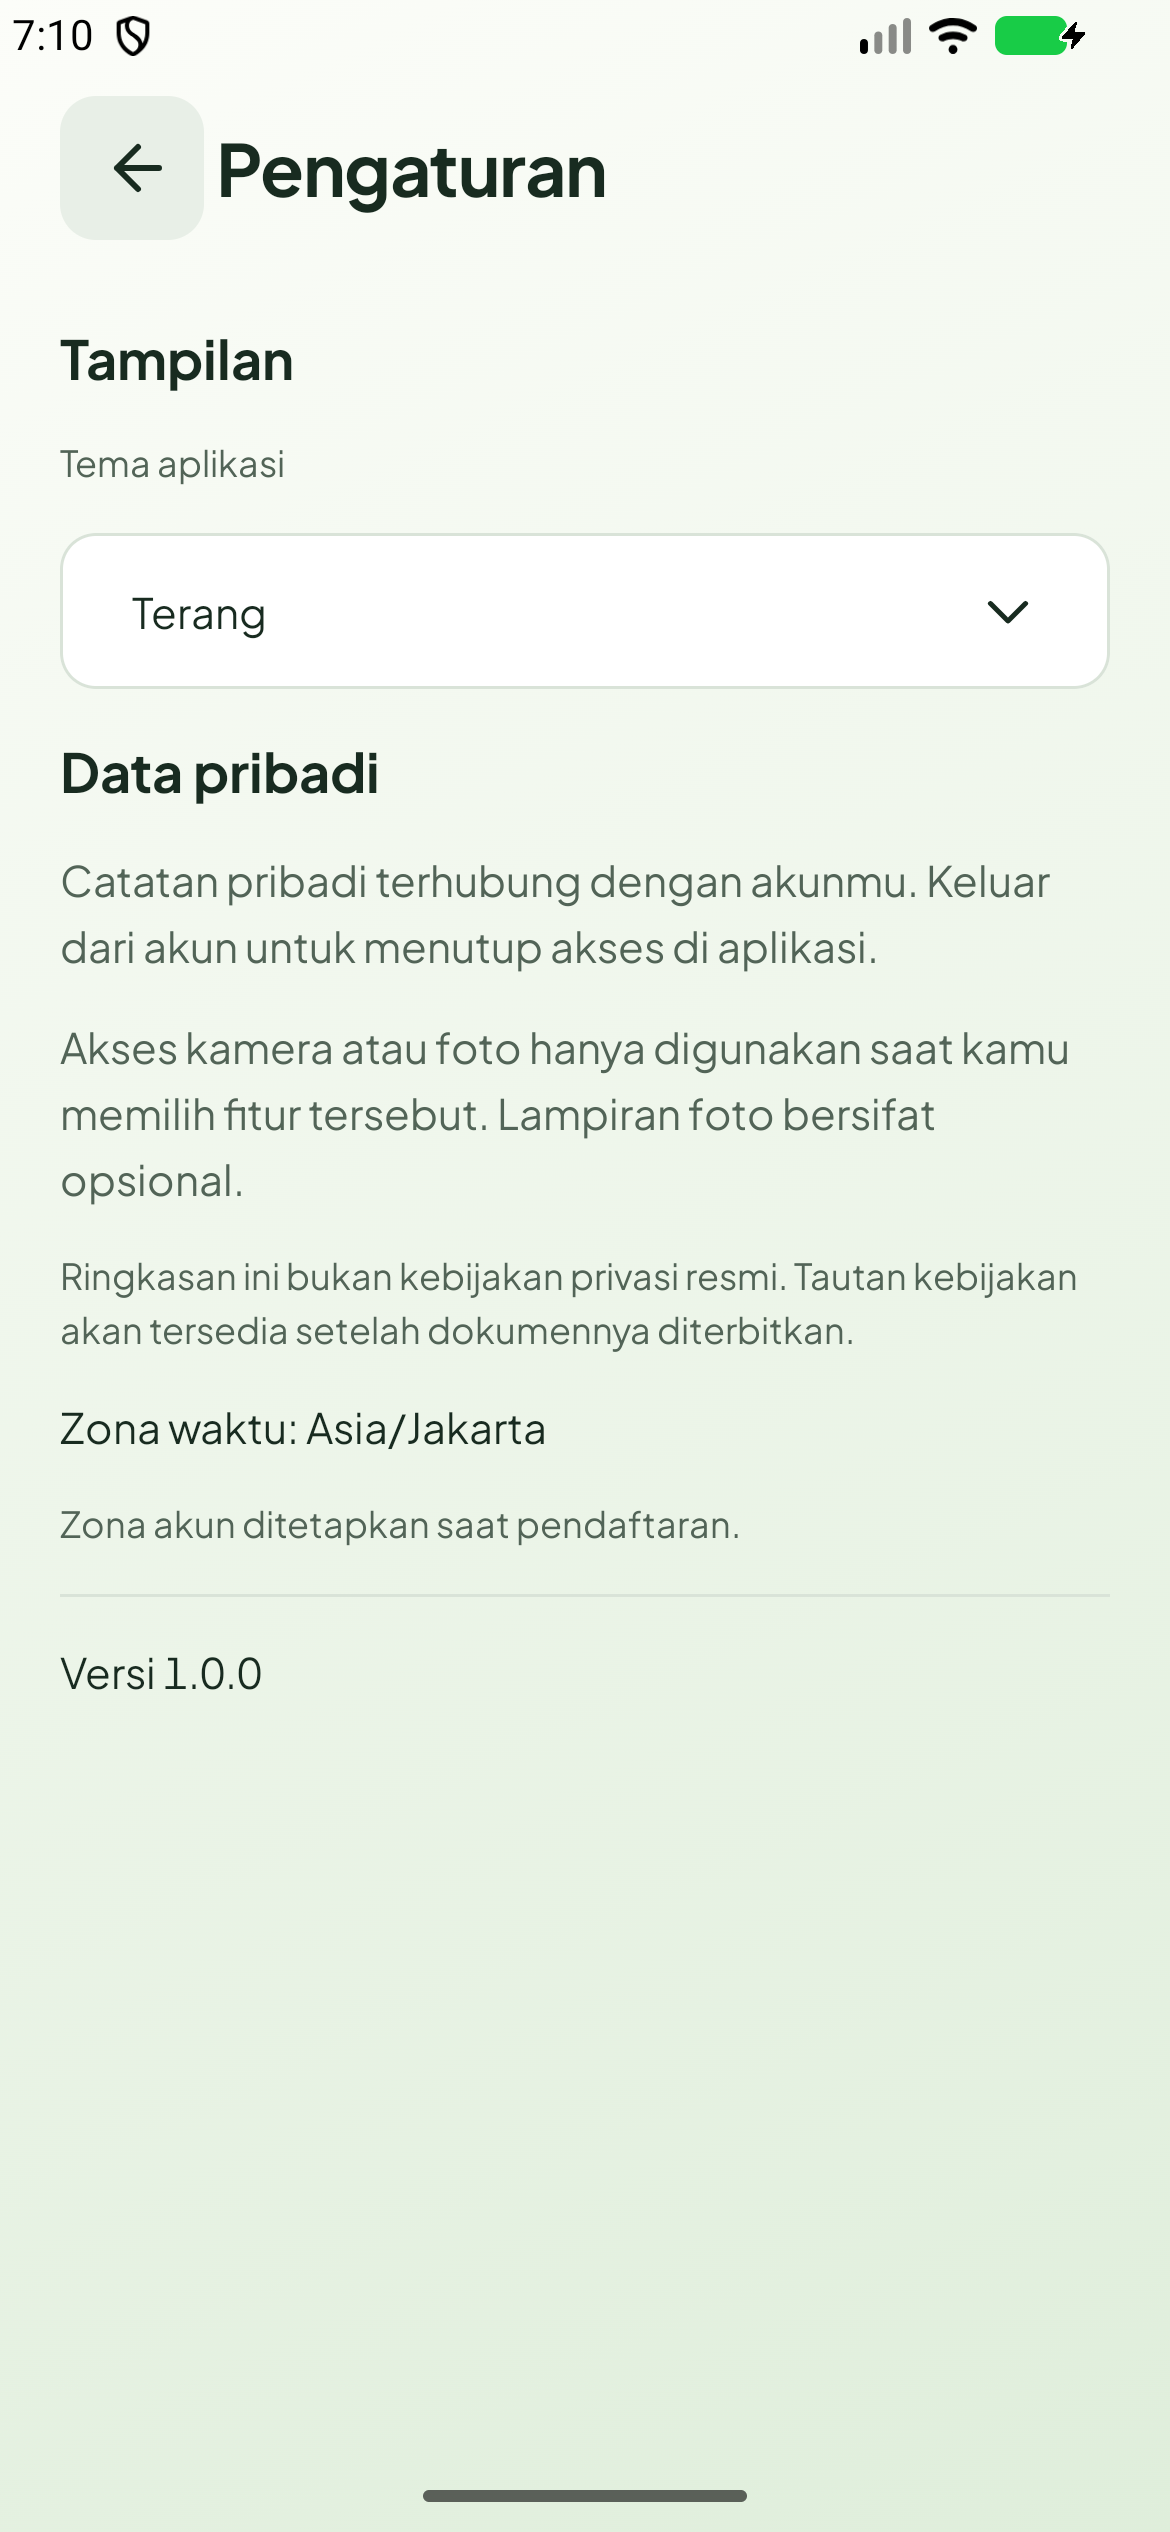 7:10
Pengaturan
Tampilan
Tema aplikasi
Terang
Data pribadi
Catatan pribadi terhubung dengan akunmu. Keluar
dari akun untuk menutup akses di aplikasi.
Akses kamera atau foto hanya digunakan saat kamu
memilih fitur tersebut. Lampiran foto bersifat
opsional.
Ringkasan ini bukan kebijakan privasi resmi. Tautan kebijakan
akan tersedia setelah dokumennya diterbitkan.
Zona waktu: Asia/Jakarta
Zona akun ditetapkan saat pendaftaran.
Versi 1.0.0